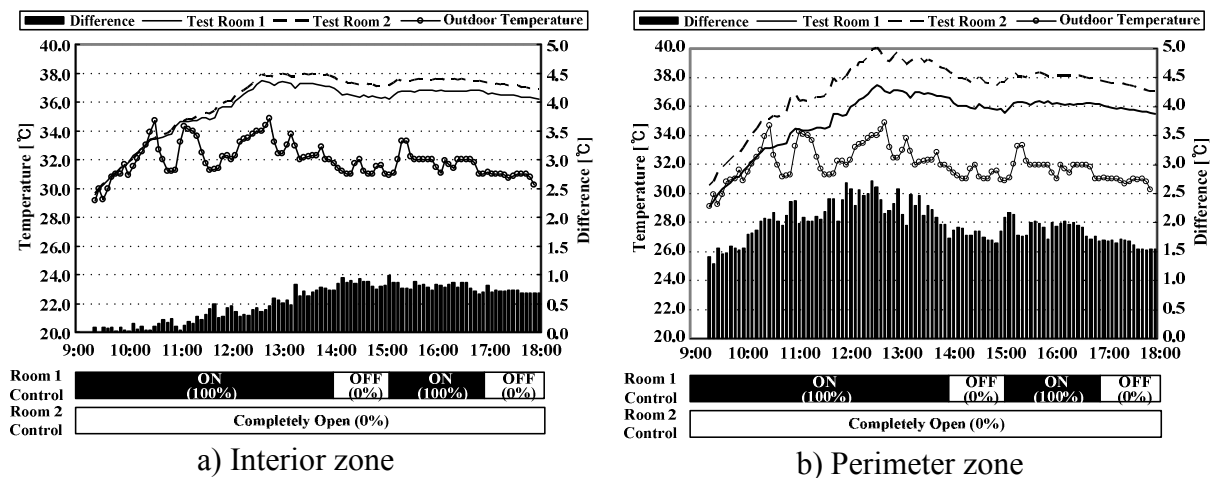 Difference Test Room 1 Test Room 2 Outdoor Temperature
Temperature [℃]
40.0
38.0
36.0
34.0
32.0
30.0
28.0
26.0
24.0
22.0
20.0
5.0
4.5
4.0
3.5
3.0
2.5
2.0
1.5
1.0
0.5
0.0
Difference [℃]
9:00 10:00 11:00 12:00 13:00 14:00 15:00 16:00 17:00 18:00
Room 1 Control
ON (100%)
OFF (0%)
ON (100%)
OFF (0%)
Room 2 Control
Completely Open (0%)
a) Interior zone
Difference Test Room 1 Test Room 2 Outdoor Temperature
Temperature [℃]
40.0
38.0
36.0
34.0
32.0
30.0
28.0
26.0
24.0
22.0
20.0
5.0
4.5
4.0
3.5
3.0
2.5
2.0
1.5
1.0
0.5
0.0
Difference [℃]
9:00 10:00 11:00 12:00 13:00 14:00 15:00 16:00 17:00 18:00
Room 1 Control
ON (100%)
OFF (0%)
ON (100%)
OFF (0%)
Room 2 Control
Completely Open (0%)
b) Perimeter zone